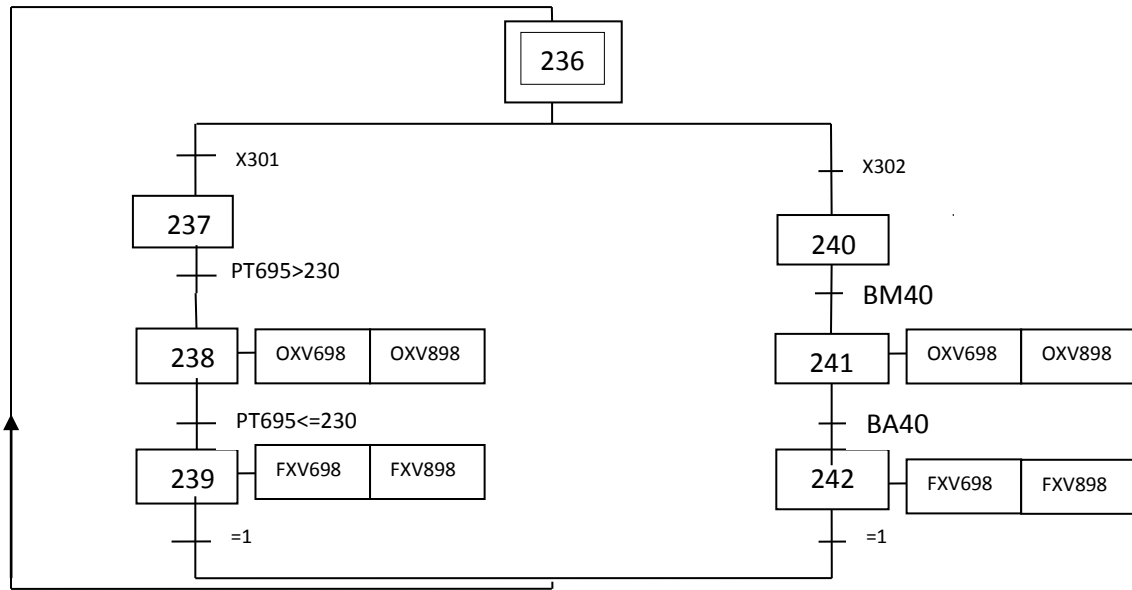 236
X301
X302
237
240
PT695>230
BM40
238
OXV698
OXV898
241
OXV698
OXV898
PT695<=230
BA40
239
FXV698
FXV898
242
FXV698
FXV898
=1
=1